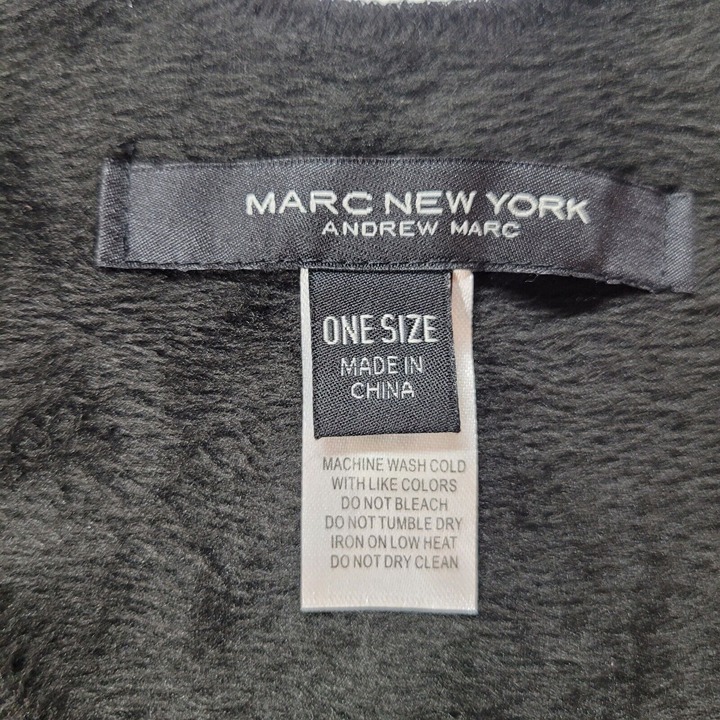 MARC NEW YORK
ANDREW MARC
ONE SIZE
MADE IN
CHINA
MACHINE WASH COLD
WITH LIKE COLORS
DO NOT BLEACH
DO NOT TUMBLE DRY
IRON ON LOW HEAT
DO NOT DRY CLEAN